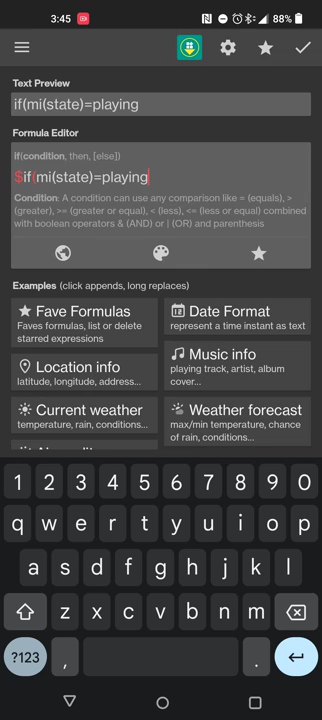 3:45
88%
Text Preview
if(mi(state)=playing
Formula Editor
if(condition, then, [else])
$if(mi(state)=playing
Condition: A condition can use any comparison like = (equals), >
(greater), >= (greater or equal), < (less), <= (less or equal) combined
with boolean operators & (AND) or | (OR) and parenthesis
Examples (click appends, long replaces)
Fave Formulas
Faves formulas, list or delete
starred expressions
Date Format
represent a time instant as text
Location info
latitude, longitude, address...
Music info
playing track, artist, album
cover...
Current weather
temperature, rain, conditions...
Weather forecast
max/min temperature, chance
of rain, conditions...
1 2 3 4 5 6 7 8 9 0
q w e r t y u i o p
a s d f g h j k l
z x c v b n m
?123 , .